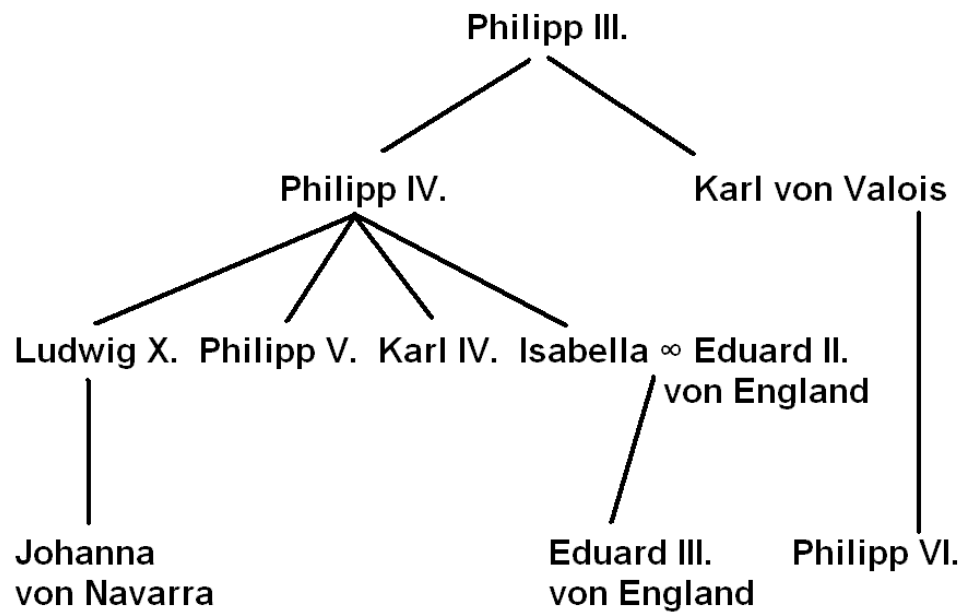 Philipp III.
Philipp IV. Karl von Valois
Ludwig X. Philipp V. Karl IV. Isabella ∞ Eduard II.
von England
Johanna Eduard III. Philipp VI.
von Navarra von England